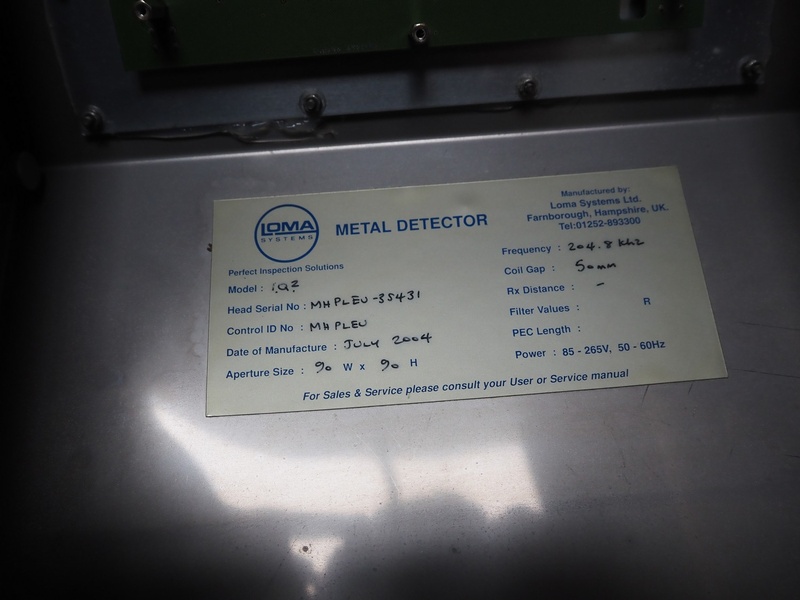 LOMA
SYSTEMS
METAL DETECTOR
Manufactured by:
Loma Systems Ltd.
Farnborough, Hampshire, UK.
Tel:01252-893300
Perfect Inspection Solutions
Model : IQ2
Head Serial No : MHPLEU-35431
Control ID No : MHPLEU
Date of Manufacture : JULY 2004
Aperture Size : 90 W x 90 H
Frequency : 204.8 khz
Coil Gap : 50mm
Rx Distance : -
Filter Values : R
PEC Length :
Power : 85 - 265V, 50 - 60Hz
For Sales & Service please consult your User or Service manual